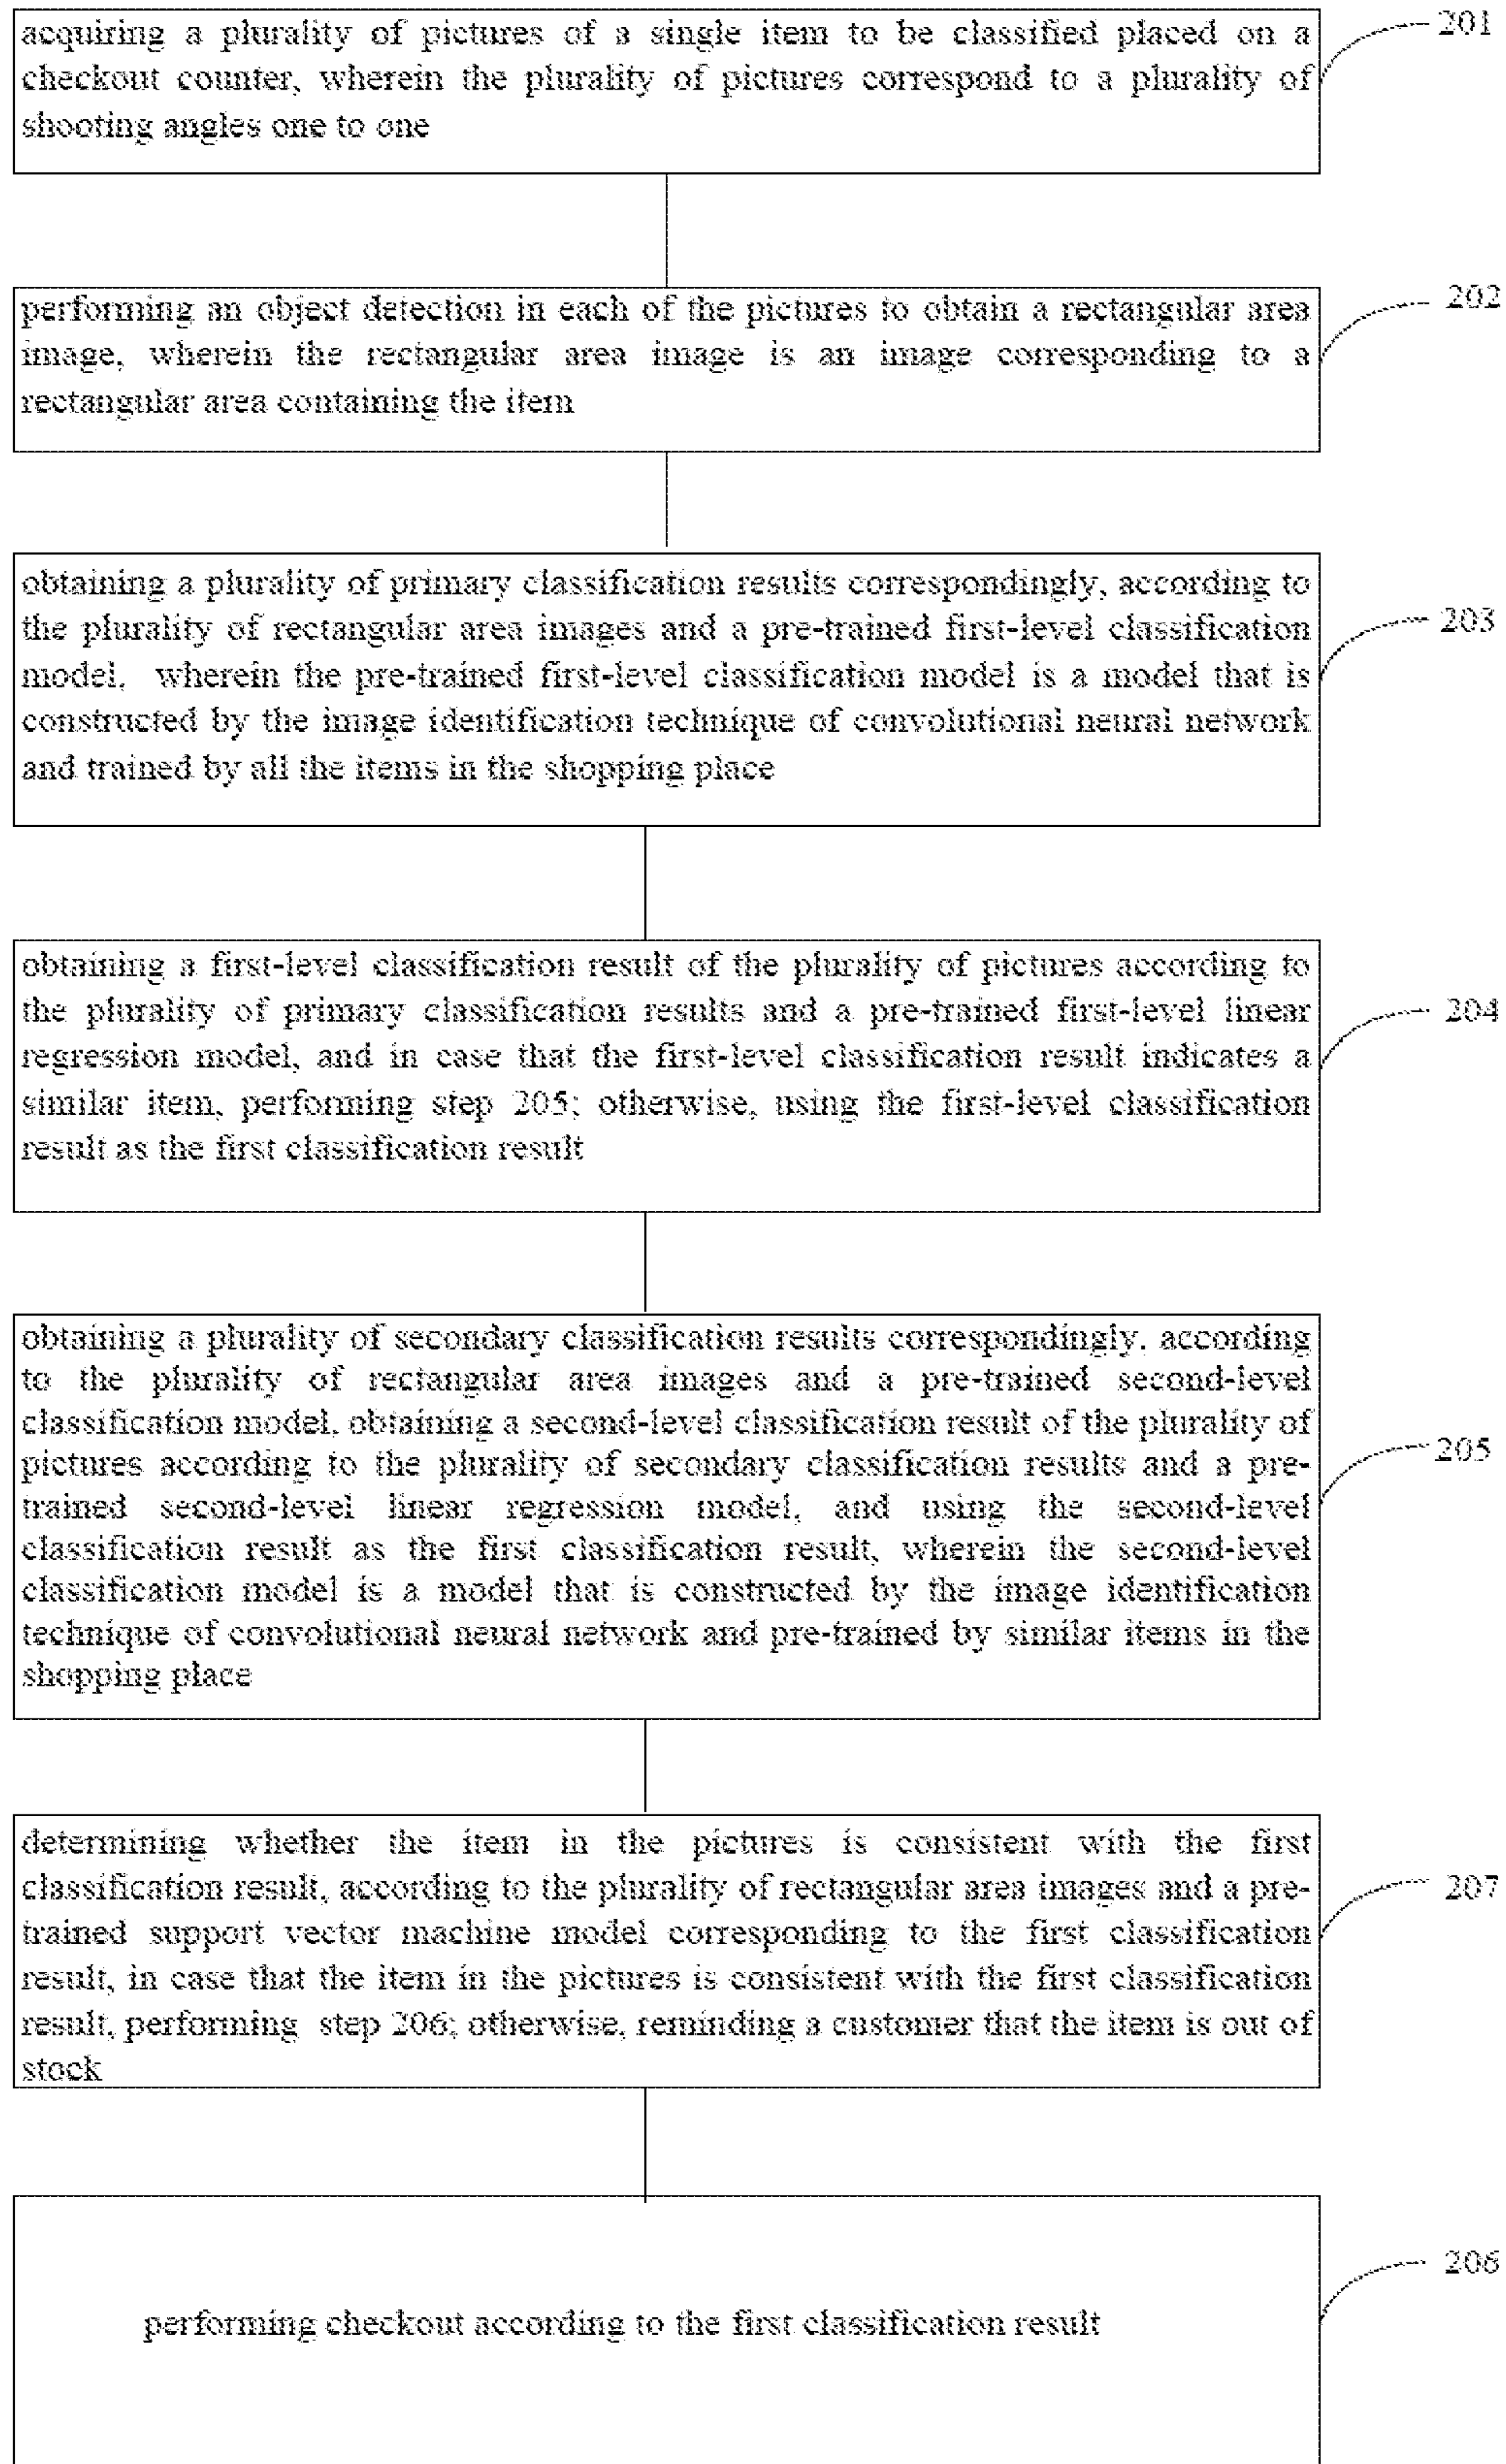 acquiring a plurality of pictures of a single item to be classified placed on a
checkout counter, wherein the plurality of pictures correspond to a plurality of
shooting angles one to one
201
performing an object detection in each of the pictures to obtain a rectangular area
image, wherein the rectangular area image is an image corresponding to a
rectangular area containing the item
202
obtaining a plurality of primary classification results correspondingly, according to
the plurality of rectangular area images and a pre-trained first-level classification
model, wherein the pre-trained first-level classification model is a model that is
constructed by the image identification technique of convolutional neural network
and trained by all the items in the shopping place
203
obtaining a first-level classification result of the plurality of pictures according to
the plurality of primary classification results and a pre-trained first-level linear
regression model, and in case that the first-level classification result indicates a
similar item, performing step 205; otherwise, using the first-level classification
result as the first classification result
204
obtaining a plurality of secondary classification results correspondingly, according
to the plurality of rectangular area images and a pre-trained second-level
classification model, obtaining a second-level classification result of the plurality of
pictures according to the plurality of secondary classification results and a pre-
trained second-level linear regression model, and using the second-level
classification result as the first classification result, wherein the second-level
classification model is a model that is constructed by the image identification
technique of convolutional neural network and pre-trained by similar items in the
shopping place
205
determining whether the item in the pictures is consistent with the first
classification result, according to the plurality of rectangular area images and a pre-
trained support vector machine model corresponding to the first classification
result, in case that the item in the pictures is consistent with the first classification
result, performing step 206; otherwise, reminding a customer that the item is out of
stock
207
performing checkout according to the first classification result
206